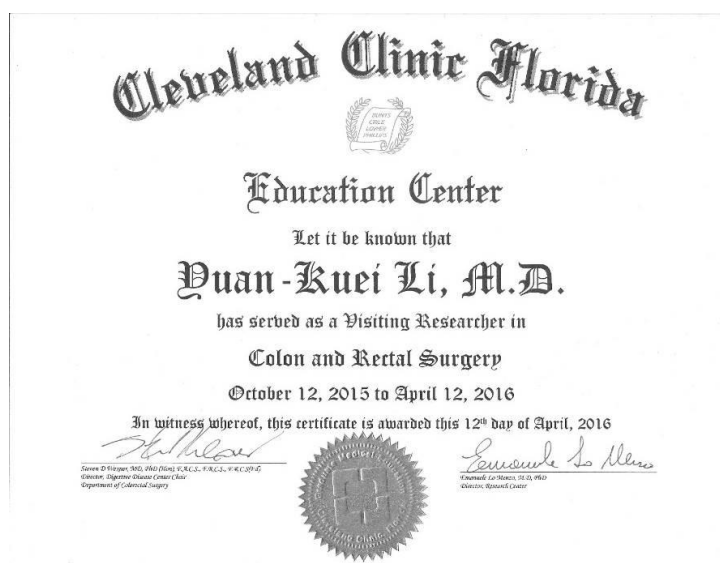 Cleveland Clinic Florida
Education Center
Let it be known that
Yuan-Kuei Li, M.D.
has served as a Visiting Researcher in
Colon and Rectal Surgery
October 12, 2015 to April 12, 2016
In witness whereof, this certificate is awarded this 12th day of April, 2016
Director, Digestive Disease Center Chair
Department of Colorectal Surgery
Emanuele Lo Menzo, M.D, PhD
Director, Research Center